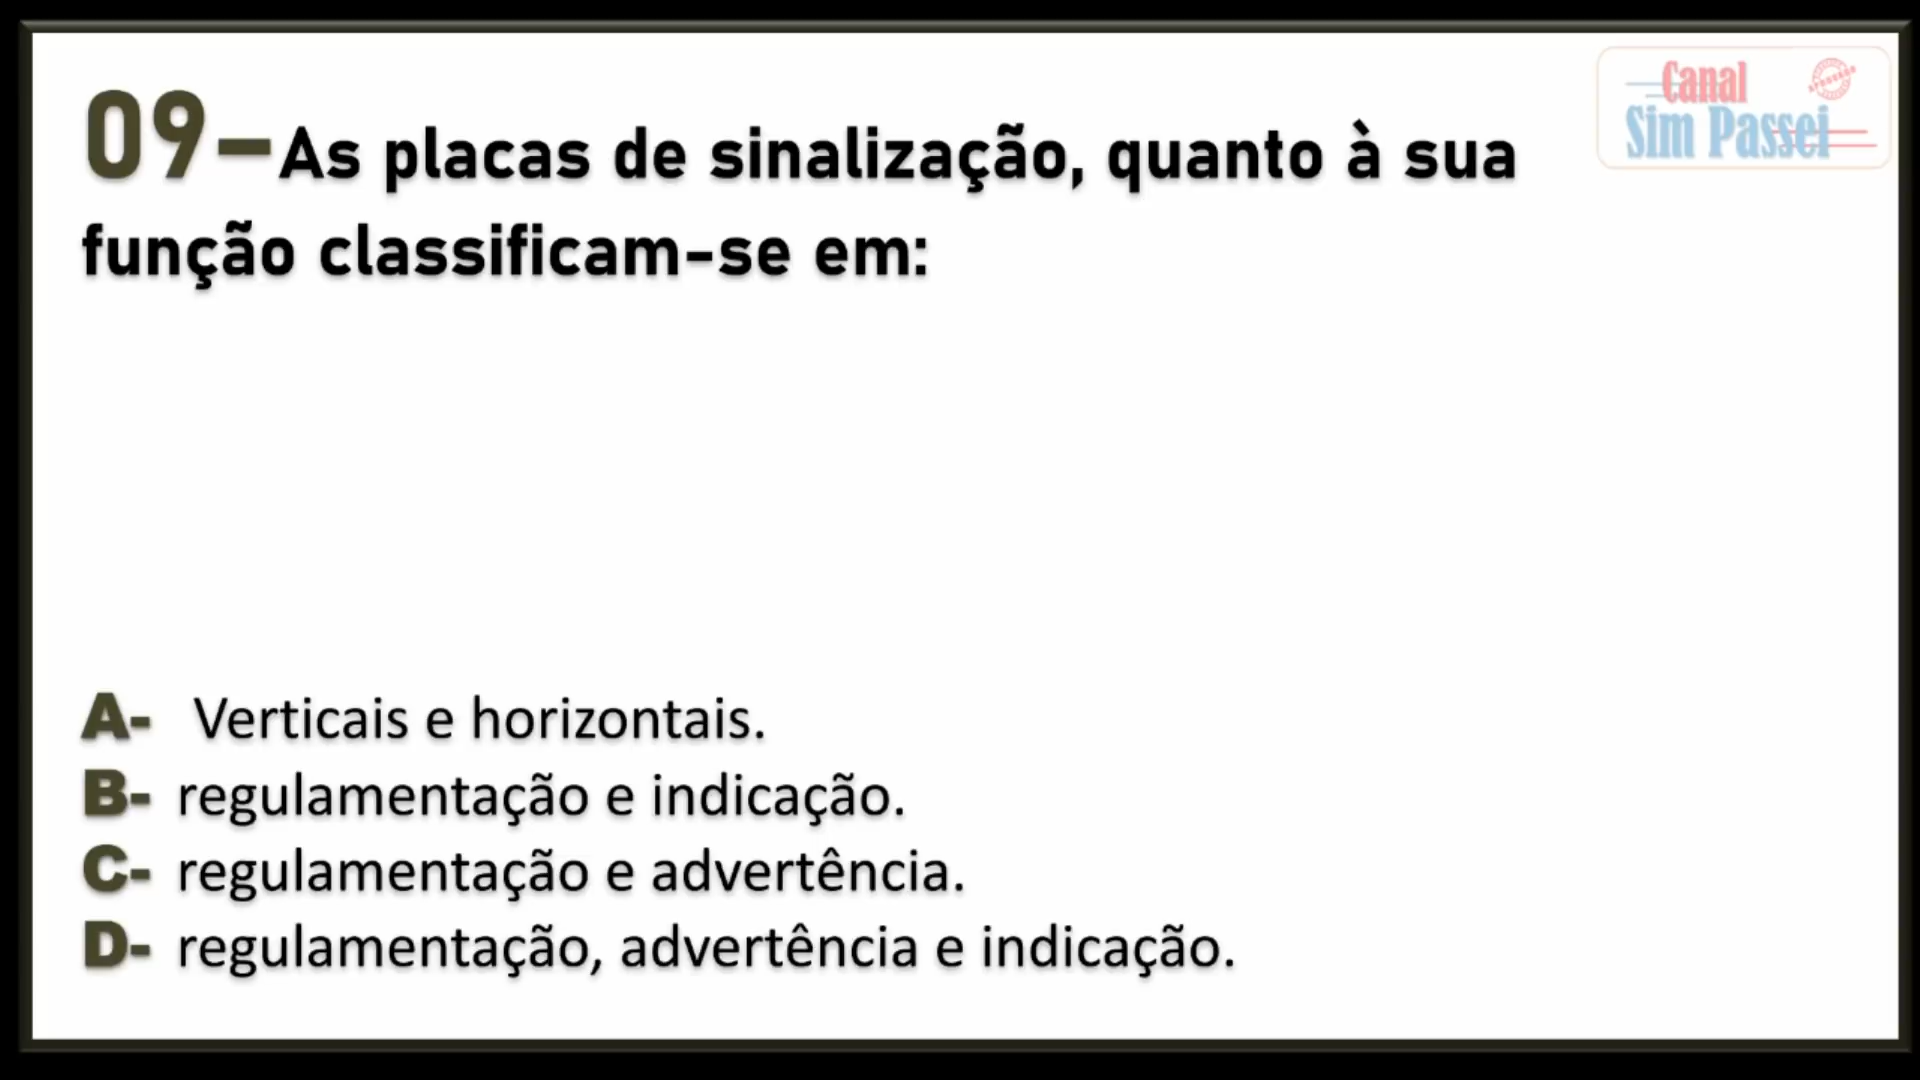 Canal
Sim Passei
09-As placas de sinalização, quanto à sua
função classificam-se em:
A- Verticais e horizontais.
B- regulamentação e indicação.
C- regulamentação e advertência.
D- regulamentação, advertência e indicação.